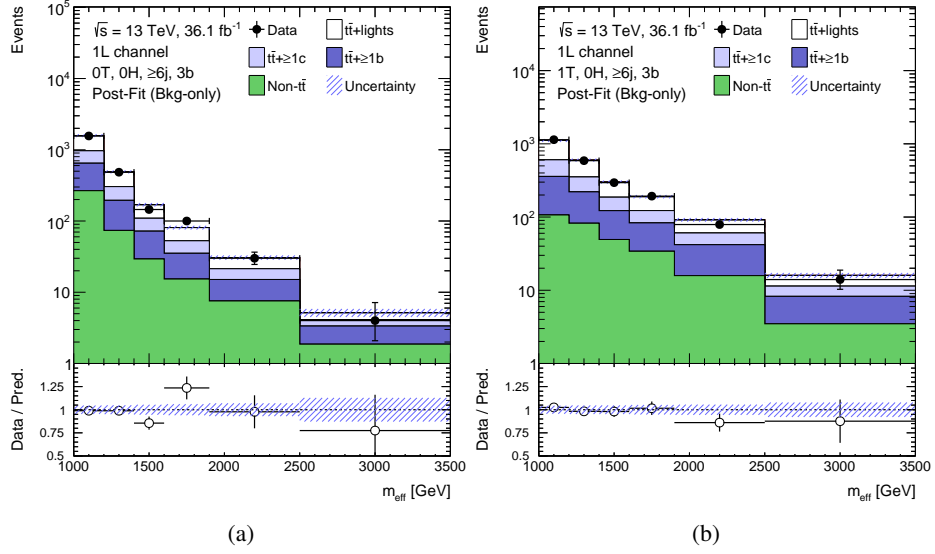 Events
10⁵
10⁴
10³
10²
10
1
√s = 13 TeV, 36.1 fb⁻¹
1L channel
0T, 0H, ≥6j, 3b
Post-Fit (Bkg-only)
Data
tt̄+lights
tt̄+≥1c
tt̄+≥1b
Non-tt̄
Uncertainty
Data / Pred.
1.25
1
0.75
0.5
1000 1500 2000 2500 3000 3500
m_eff [GeV]
(a)
Events
10⁵
10⁴
10³
10²
10
1
√s = 13 TeV, 36.1 fb⁻¹
1L channel
1T, 0H, ≥6j, 3b
Post-Fit (Bkg-only)
Data
tt̄+lights
tt̄+≥1c
tt̄+≥1b
Non-tt̄
Uncertainty
Data / Pred.
1.25
1
0.75
0.5
1000 1500 2000 2500 3000 3500
m_eff [GeV]
(b)